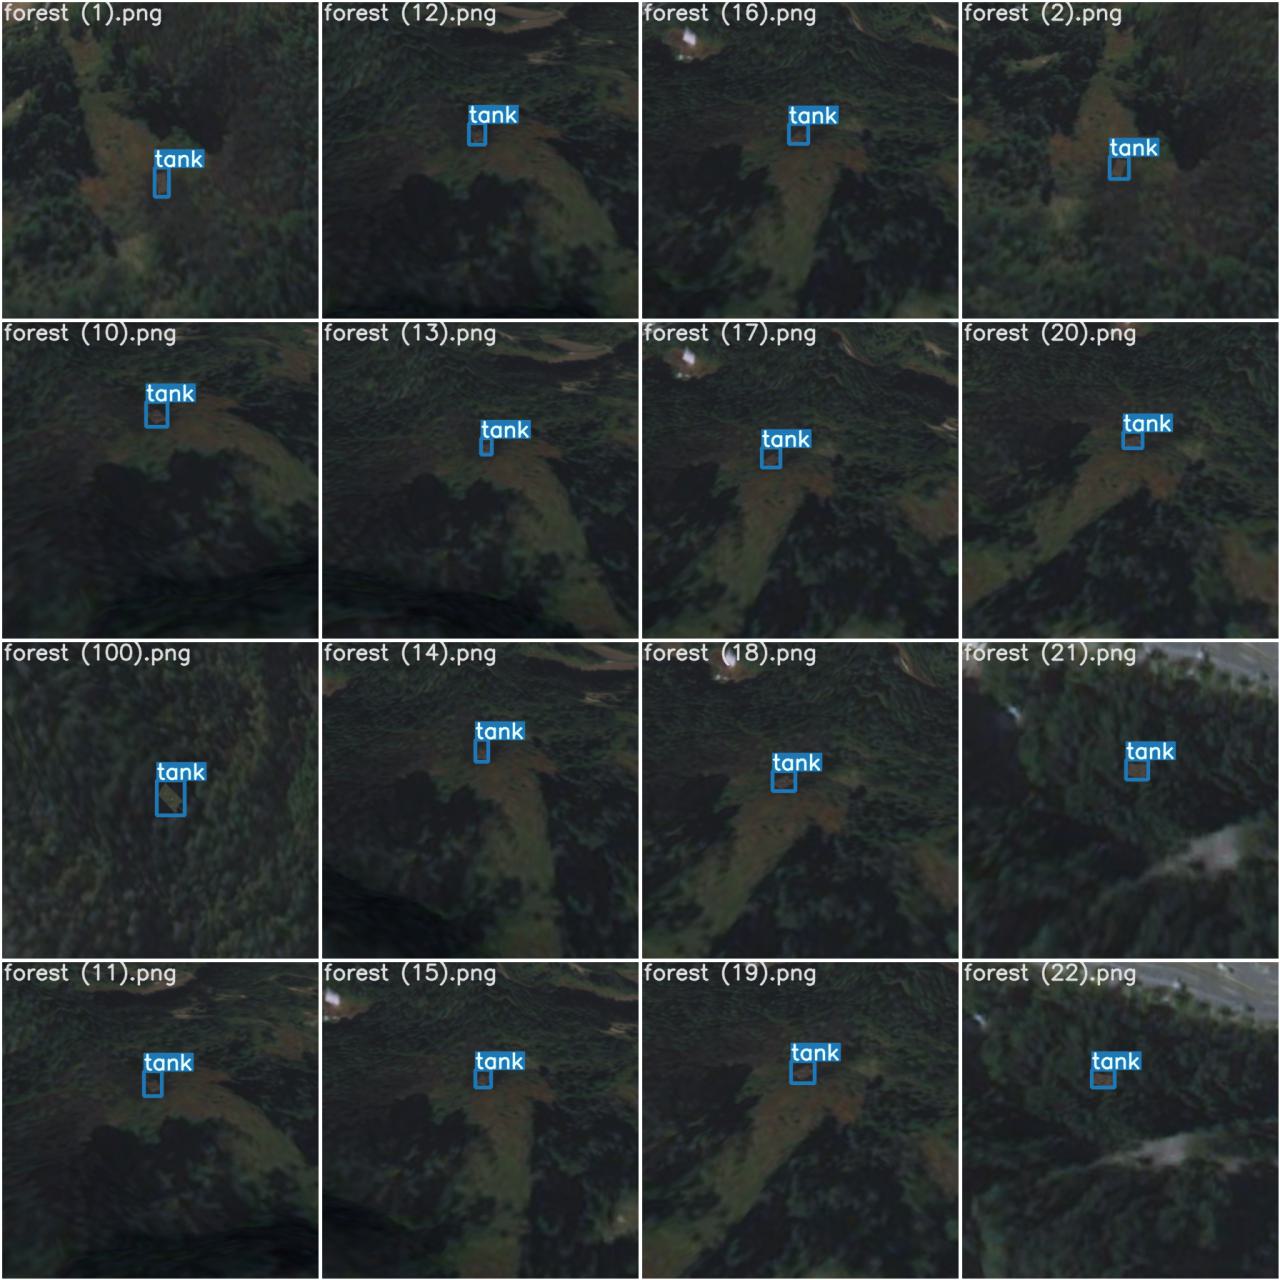 forest (1).png
forest (12).png
forest (16).png
forest (2).png
tank
tank
tank
tank
forest (10).png
forest (13).png
forest (17).png
forest (20).png
tank
tank
tank
tank
forest (100).png
forest (14).png
forest (18).png
forest (21).png
tank
tank
tank
tank
forest (11).png
forest (15).png
forest (19).png
forest (22).png
tank
tank
tank
tank